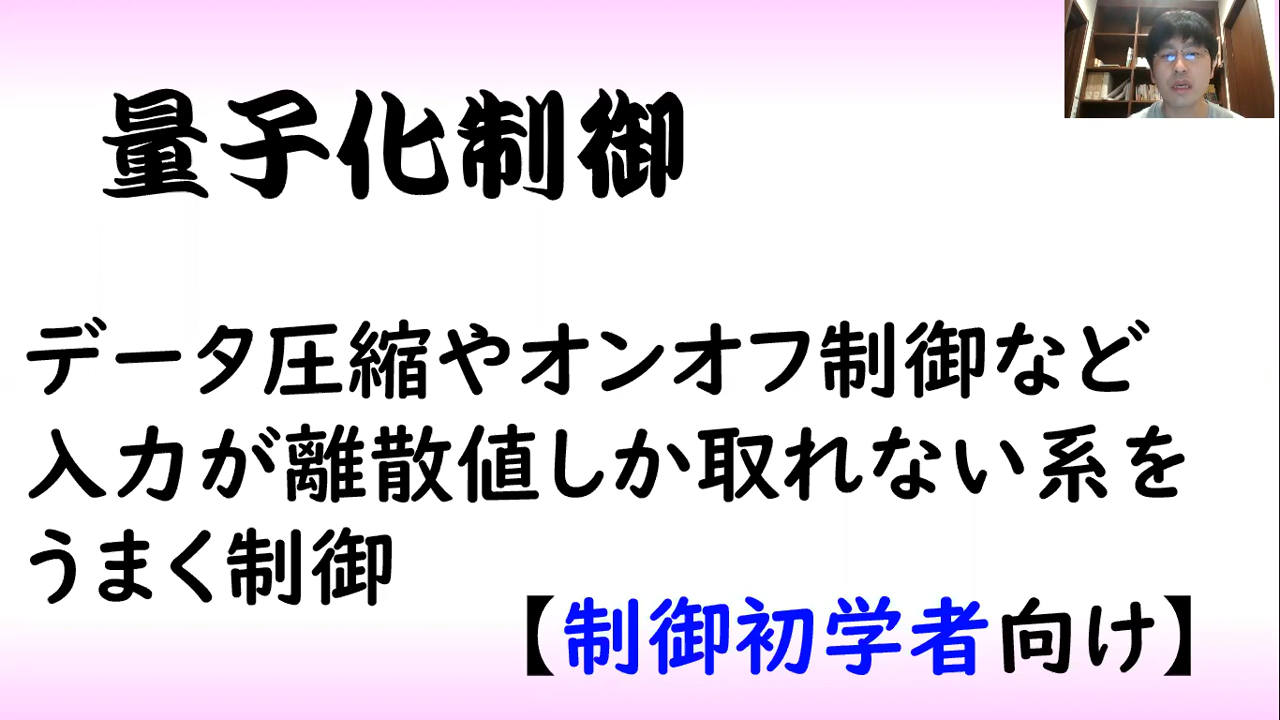 量子化制御
データ圧縮やオンオフ制御など
入力が離散値しか取れない系を
うまく制御
【制御初学者向け】